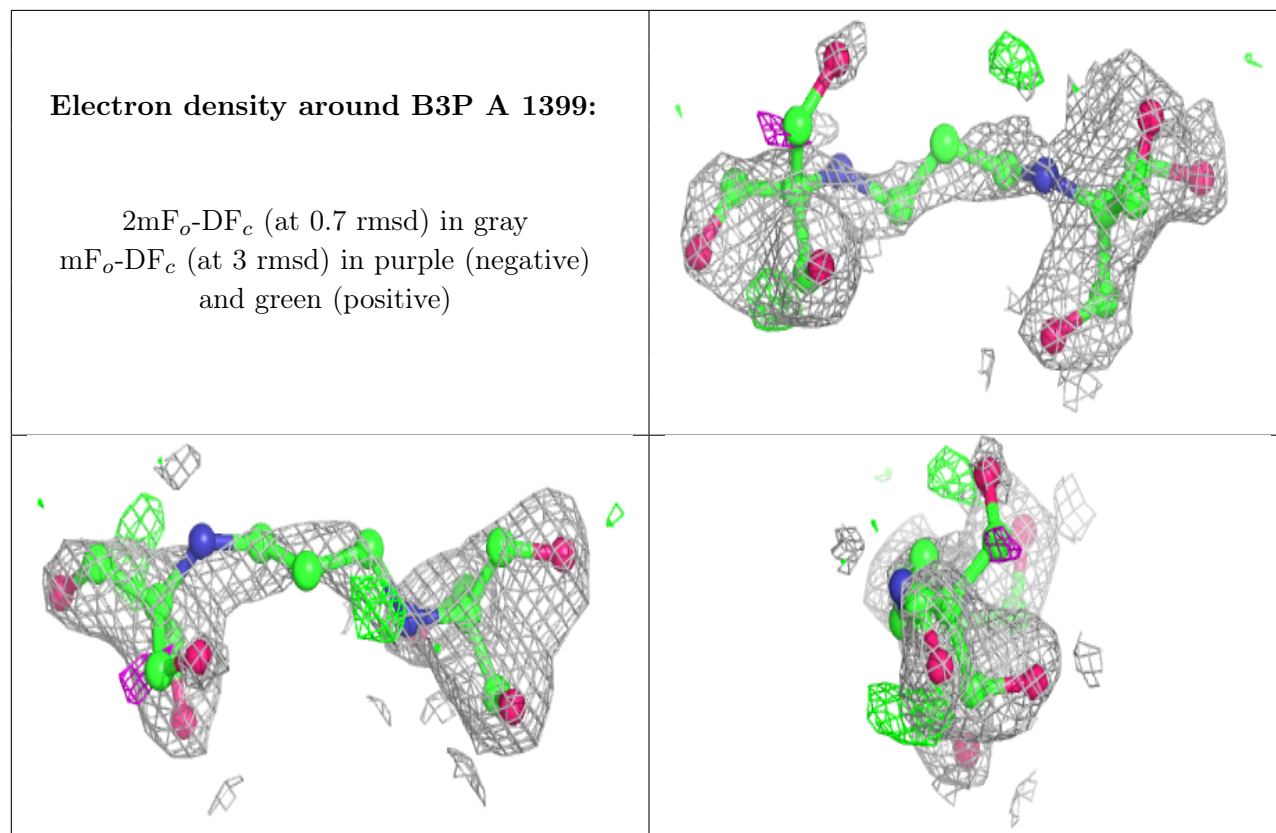 Electron density around B3P A 1399:
2mFo-DFc (at 0.7 rmsd) in gray
mFo-DFc (at 3 rmsd) in purple (negative)
and green (positive)